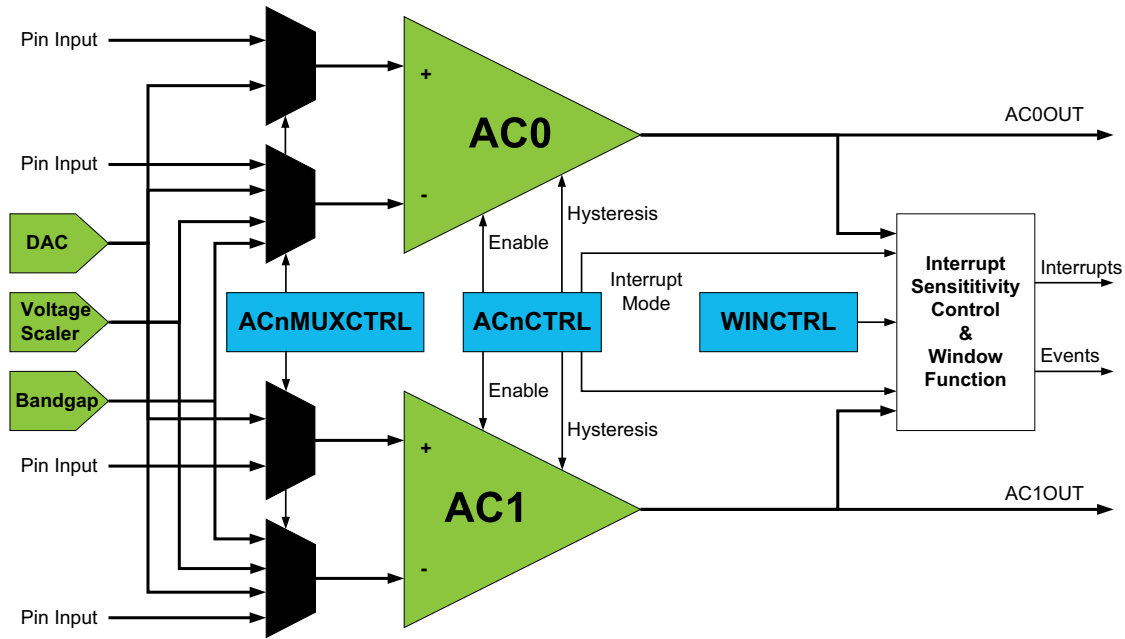 Pin Input
+
AC0
AC0OUT
Pin Input
-
Hysteresis
DAC
Enable
Interrupt
Sensititivity
Control
&
Window
Function
Interrupts
Interrupt
Mode
Voltage
Scaler
ACnMUXCTRL
ACnCTRL
WINCTRL
Events
Enable
Bandgap
Hysteresis
+
Pin Input
AC1
AC1OUT
-
Pin Input